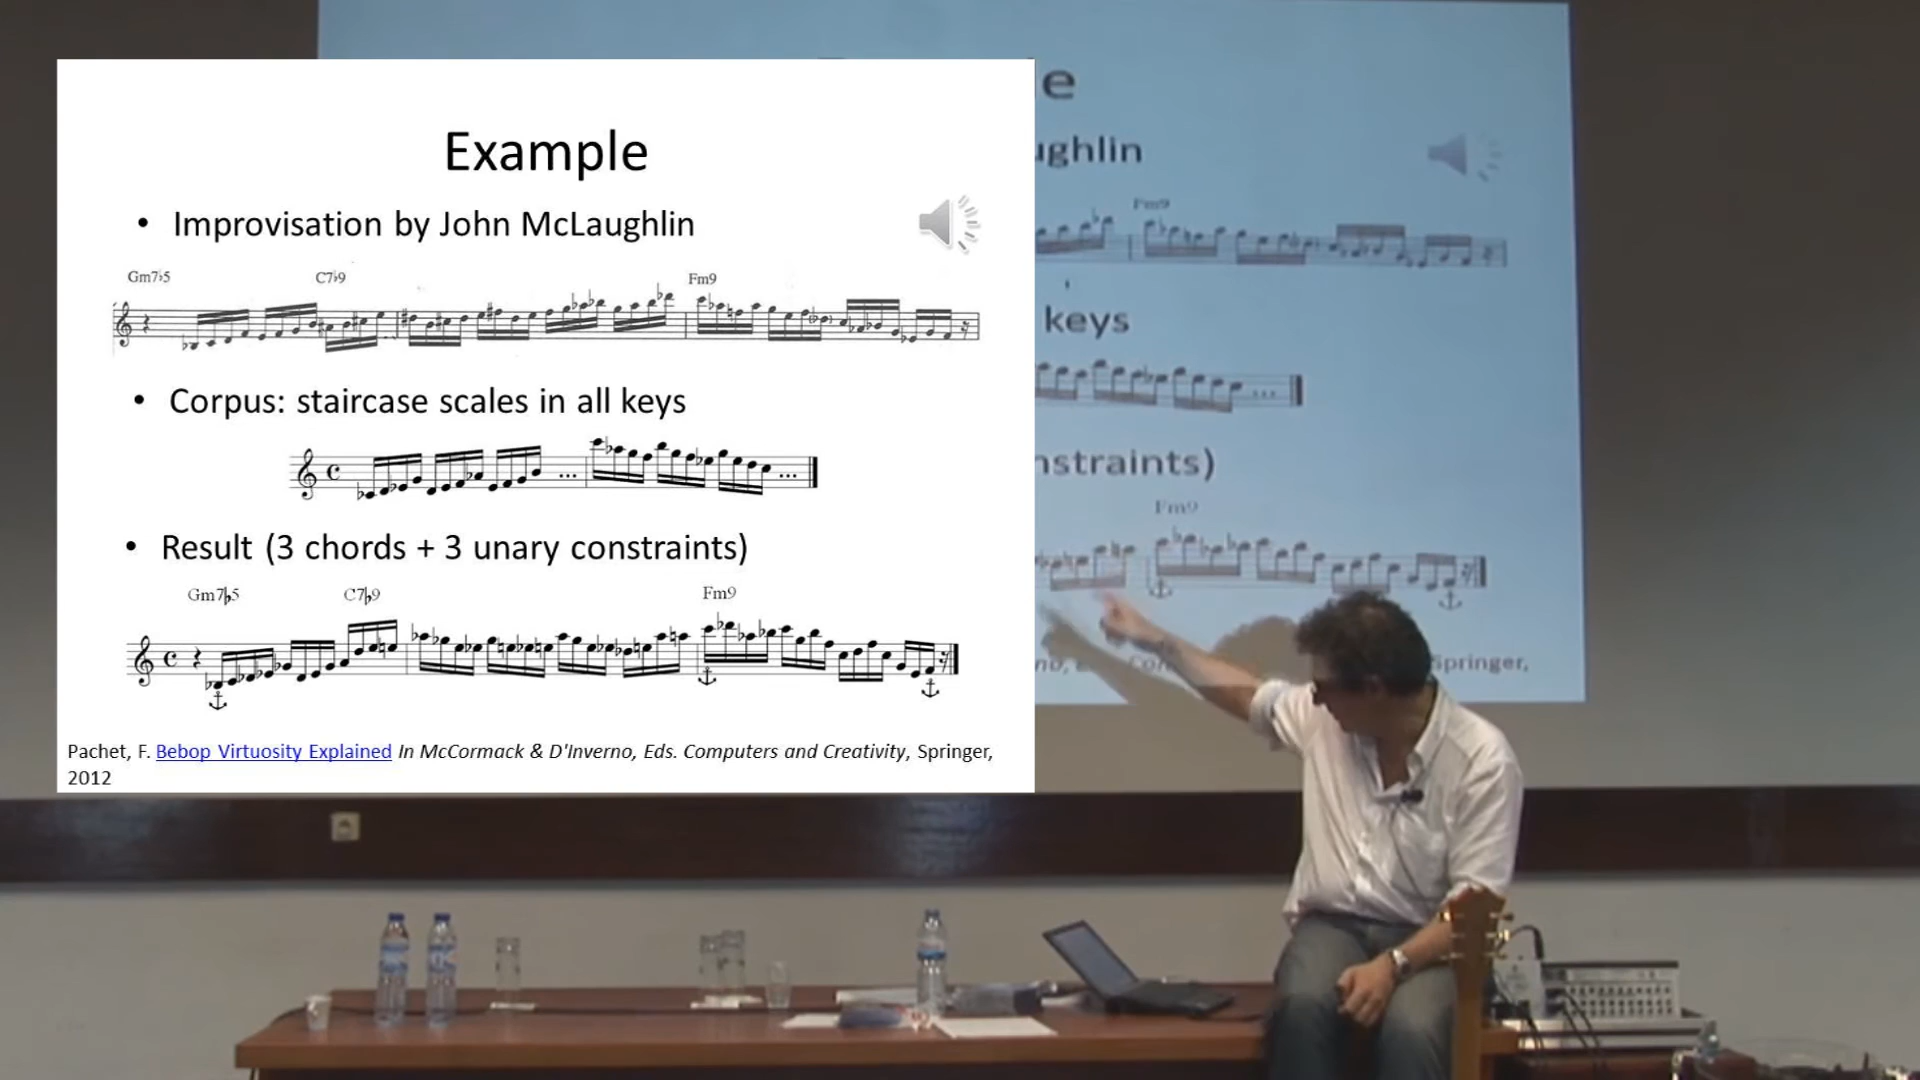 Example
• Improvisation by John McLaughlin
Gm7♭5 C7♭9 Fm9
• Corpus: staircase scales in all keys
...
...
• Result (3 chords + 3 unary constraints)
Gm7♭5 C7♭9 Fm9
Pachet, F. Bebop Virtuosity Explained In McCormack & D'Inverno, Eds. Computers and Creativity, Springer,
2012
e
ughlin
Fm9
keys
...
nstraints)
Fm9
Springer,